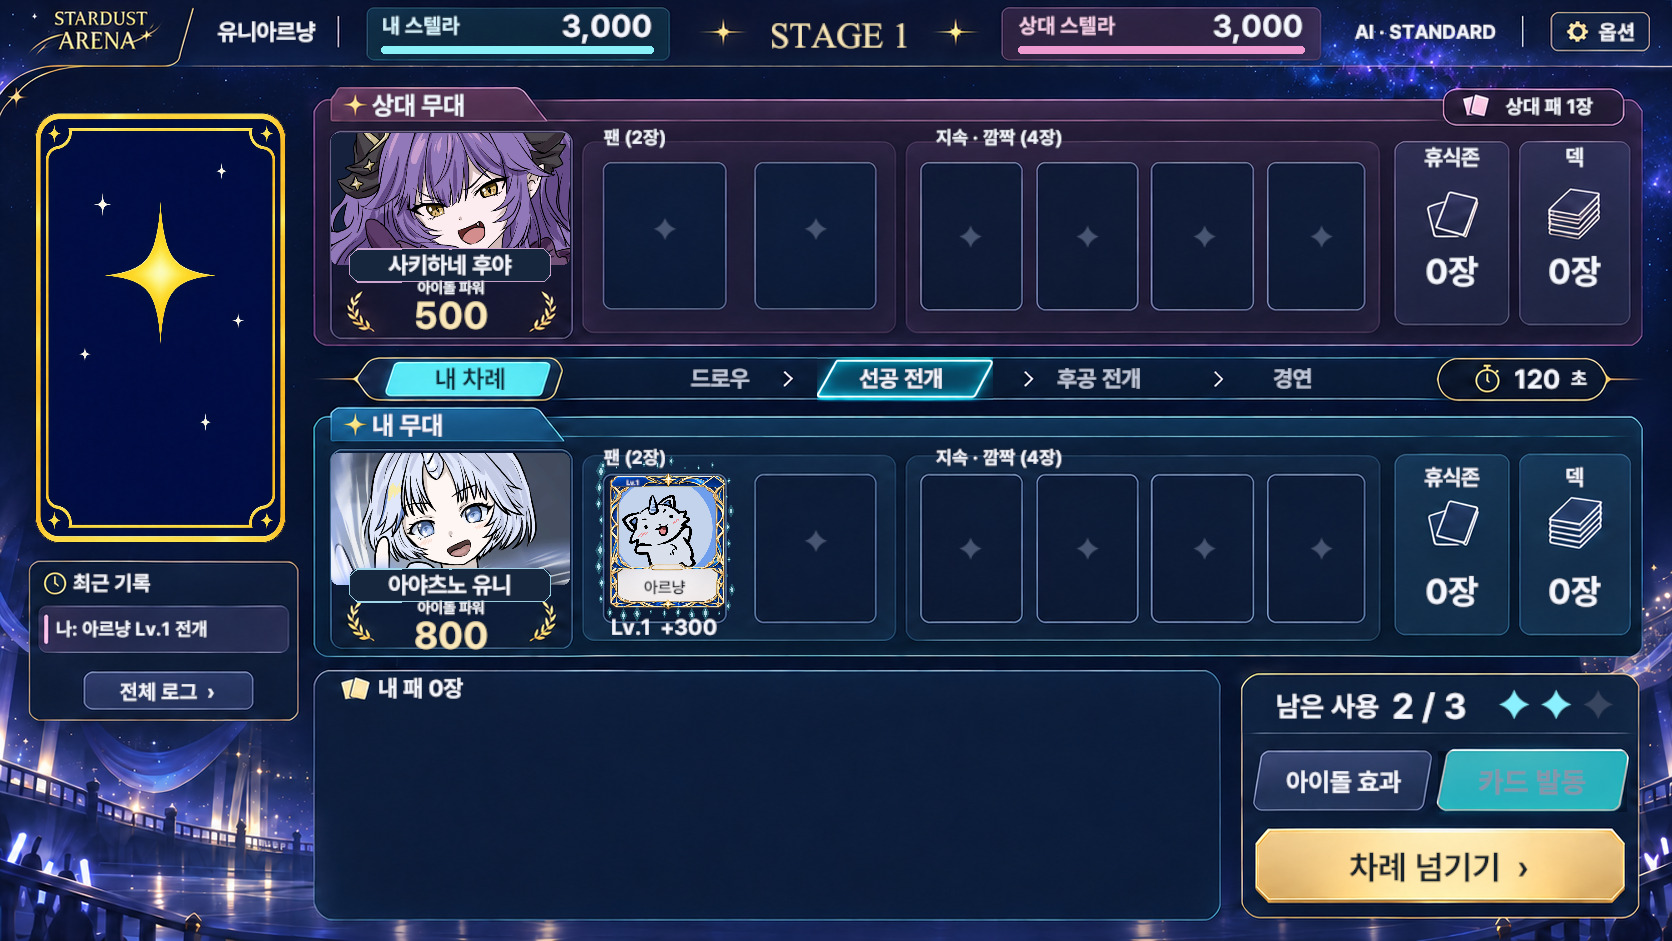 STARDUST
ARENA
유니아르냥
내 스텔라 3,000
STAGE 1
상대 스텔라 3,000
AI · STANDARD
옵션
상대 무대
상대 패 1장
사키하네 후야
아이돌 파워
500
팬 (2장)
지속 · 깜짝 (4장)
휴식존
0장
덱
0장
내 차례
드로우 > 선공 전개 > 후공 전개 > 경연
120 초
내 무대
아야츠노 유니
아이돌 파워
800
팬 (2장)
Lv.1
아르냥
Lv.1 +300
지속 · 깜짝 (4장)
휴식존
0장
덱
0장
최근 기록
나: 아르냥 Lv.1 전개
전체 로그 ›
내 패 0장
남은 사용 2 / 3
아이돌 효과
카드 발동
차례 넘기기 ›